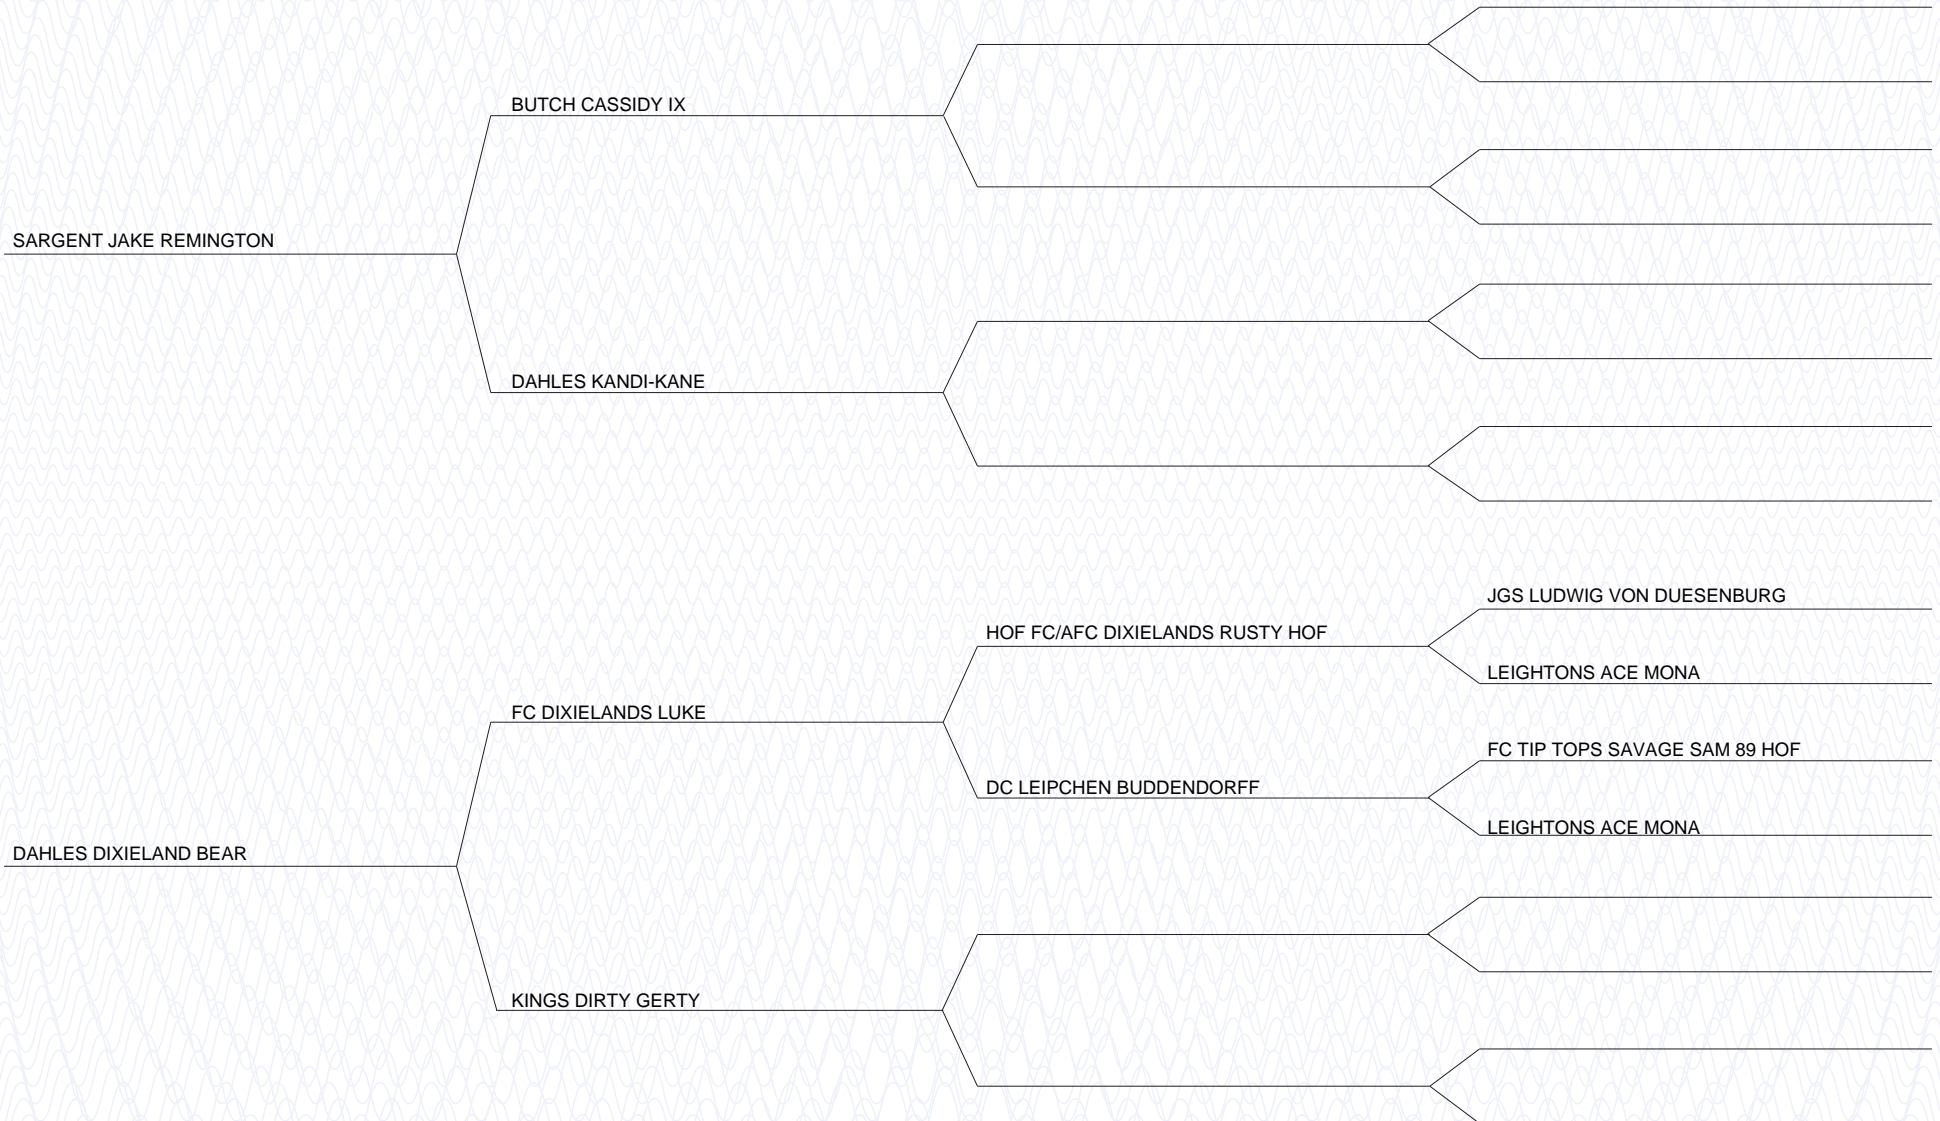 BUTCH CASSIDY IX
SARGENT JAKE REMINGTON
DAHLES KANDI-KANE
JGS LUDWIG VON DUESENBURG
HOF FC/AFC DIXIELANDS RUSTY HOF
LEIGHTONS ACE MONA
FC DIXIELANDS LUKE
FC TIP TOPS SAVAGE SAM 89 HOF
DC LEIPCHEN BUDDENDORFF
LEIGHTONS ACE MONA
DAHLES DIXIELAND BEAR
KINGS DIRTY GERTY